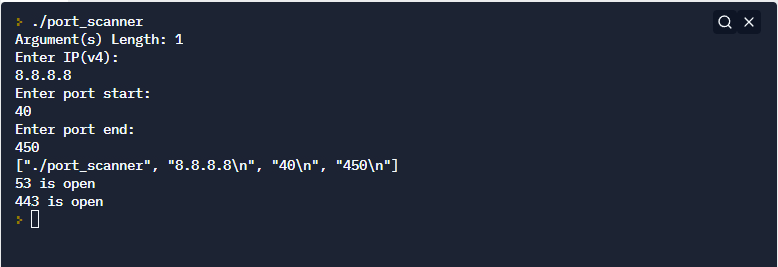 > ./port_scanner
Argument(s) Length: 1
Enter IP(v4):
8.8.8.8
Enter port start:
40
Enter port end:
450
["./port_scanner", "8.8.8.8\n", "40\n", "450\n"]
53 is open
443 is open
>